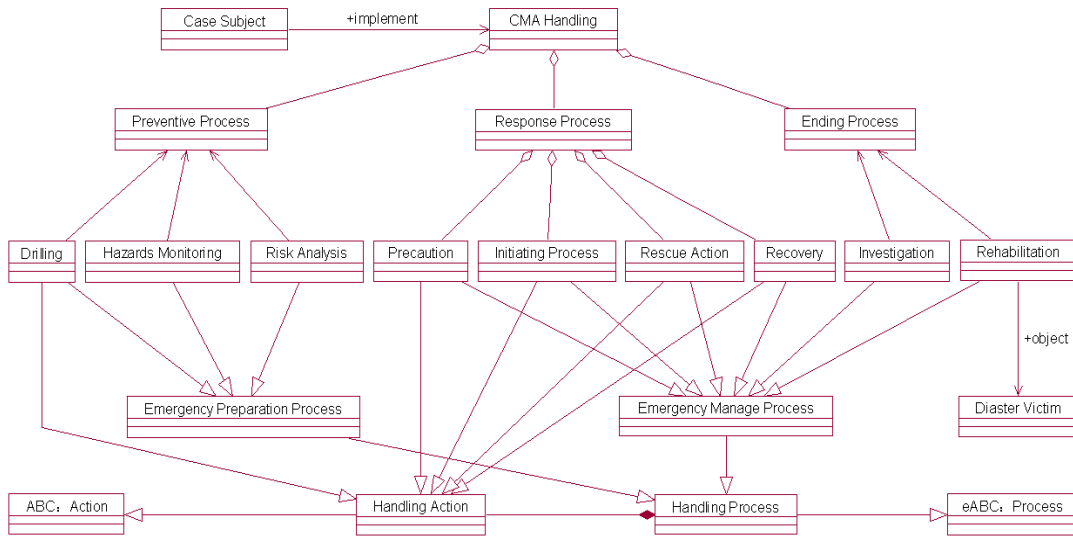 Case Subject
+implement
CMA Handling
Preventive Process
Response Process
Ending Process
Drilling
Hazards Monitoring
Risk Analysis
Precaution
Initiating Process
Rescue Action
Recovery
Investigation
Rehabilitation
+object
Emergency Preparation Process
Emergency Manage Process
Diaster Victim
ABC：Action
Handling Action
Handling Process
eABC：Process